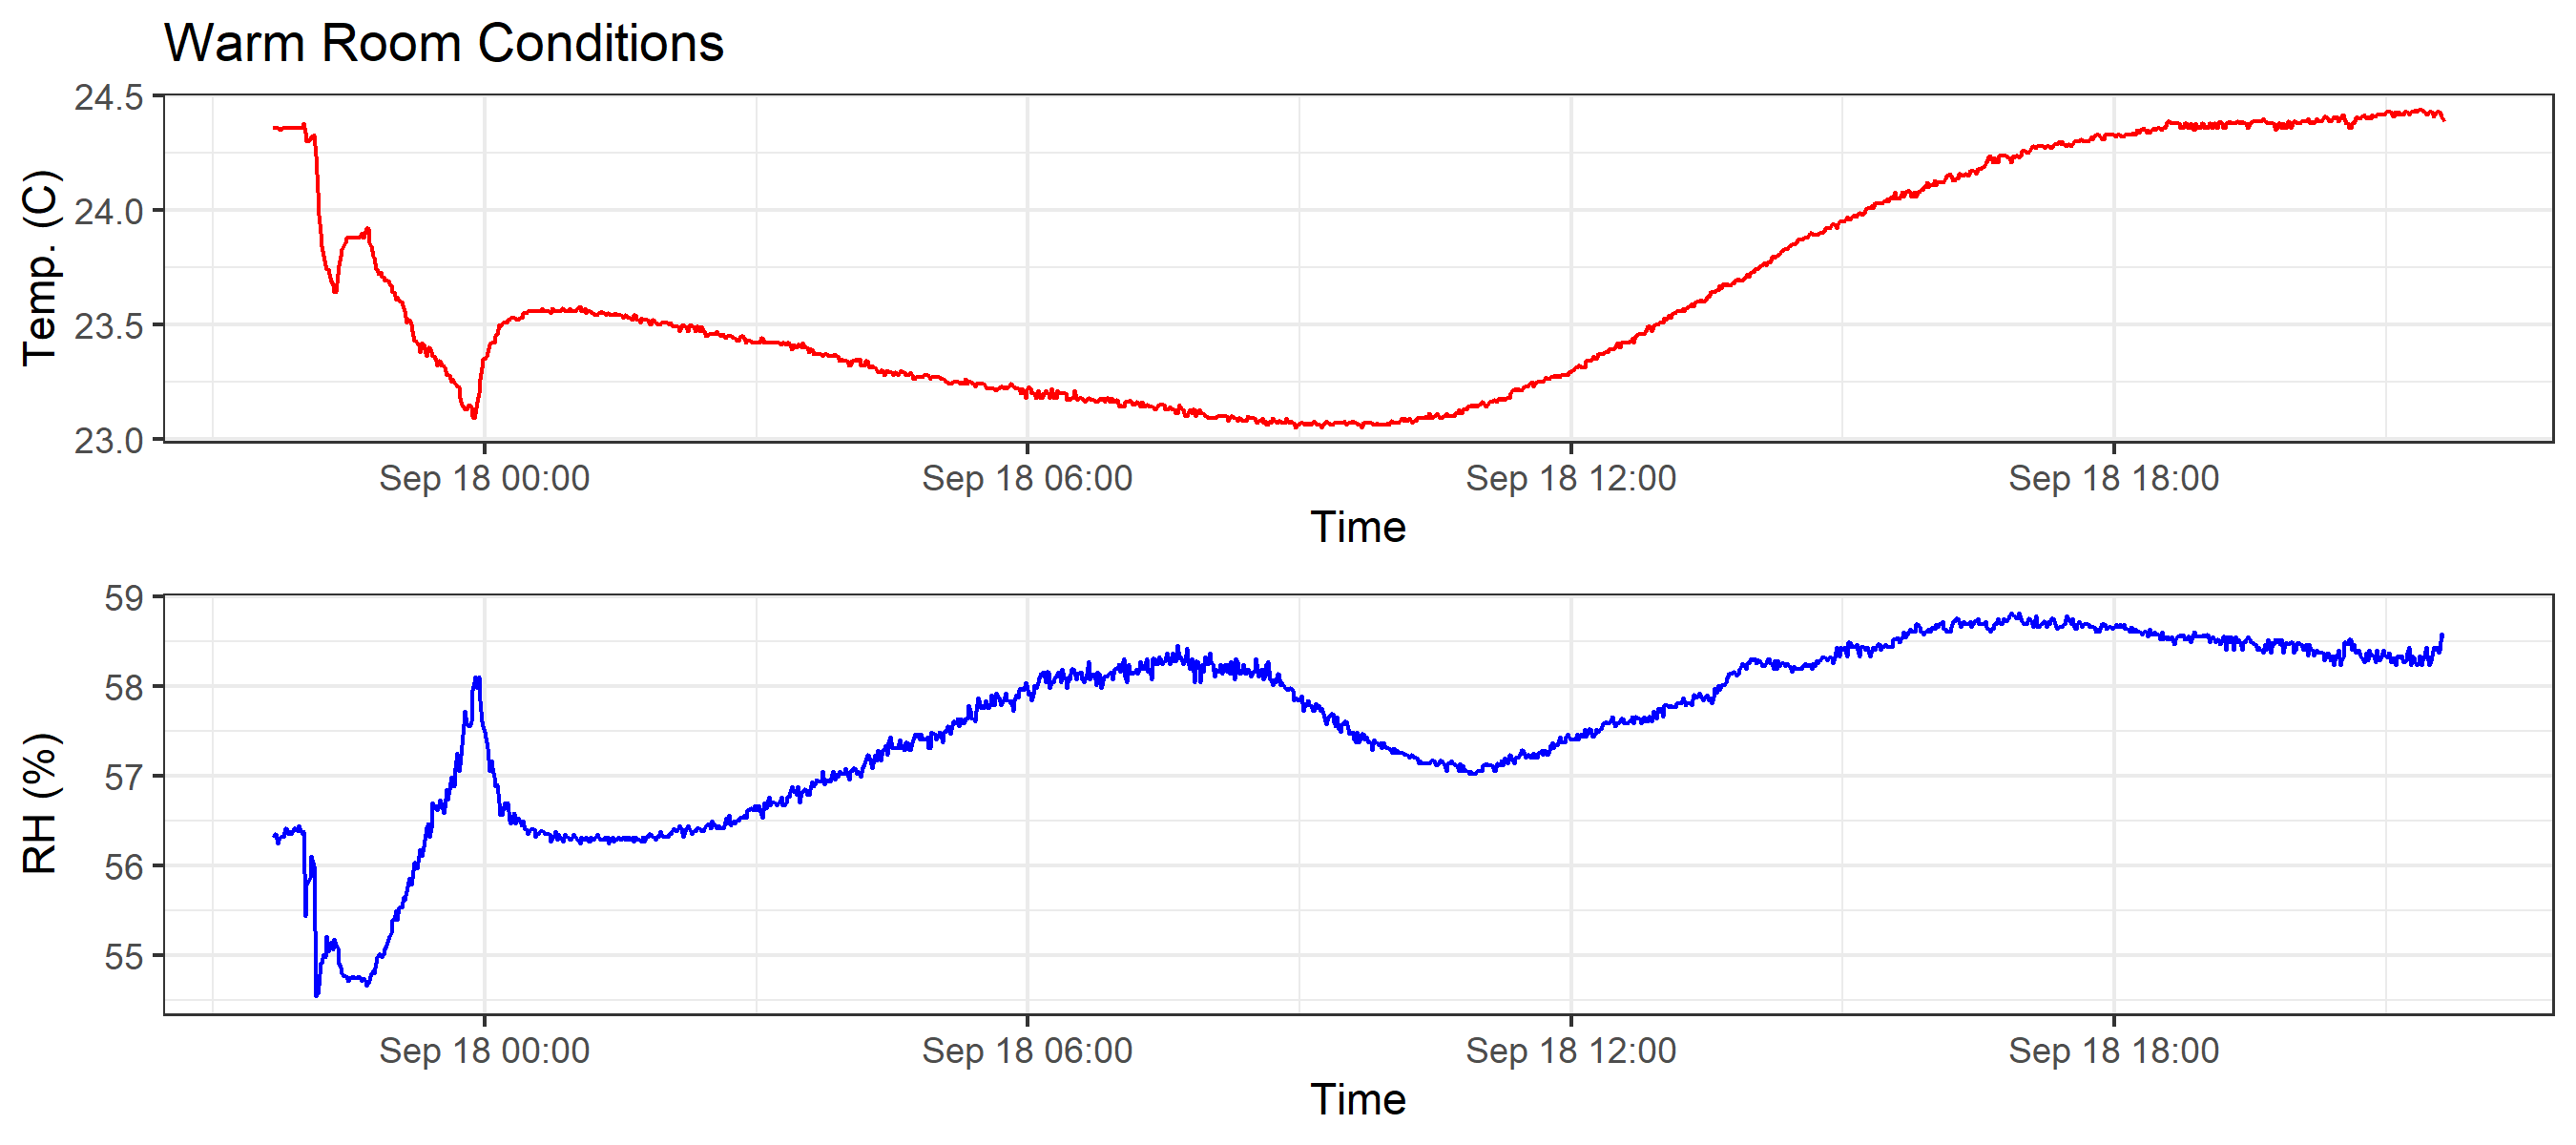 Warm Room Conditions
24.5
24.0
23.5
23.0
Temp. (C)
Sep 18 00:00 Sep 18 06:00 Sep 18 12:00 Sep 18 18:00
Time
59
58
57
56
55
RH (%)
Sep 18 00:00 Sep 18 06:00 Sep 18 12:00 Sep 18 18:00
Time